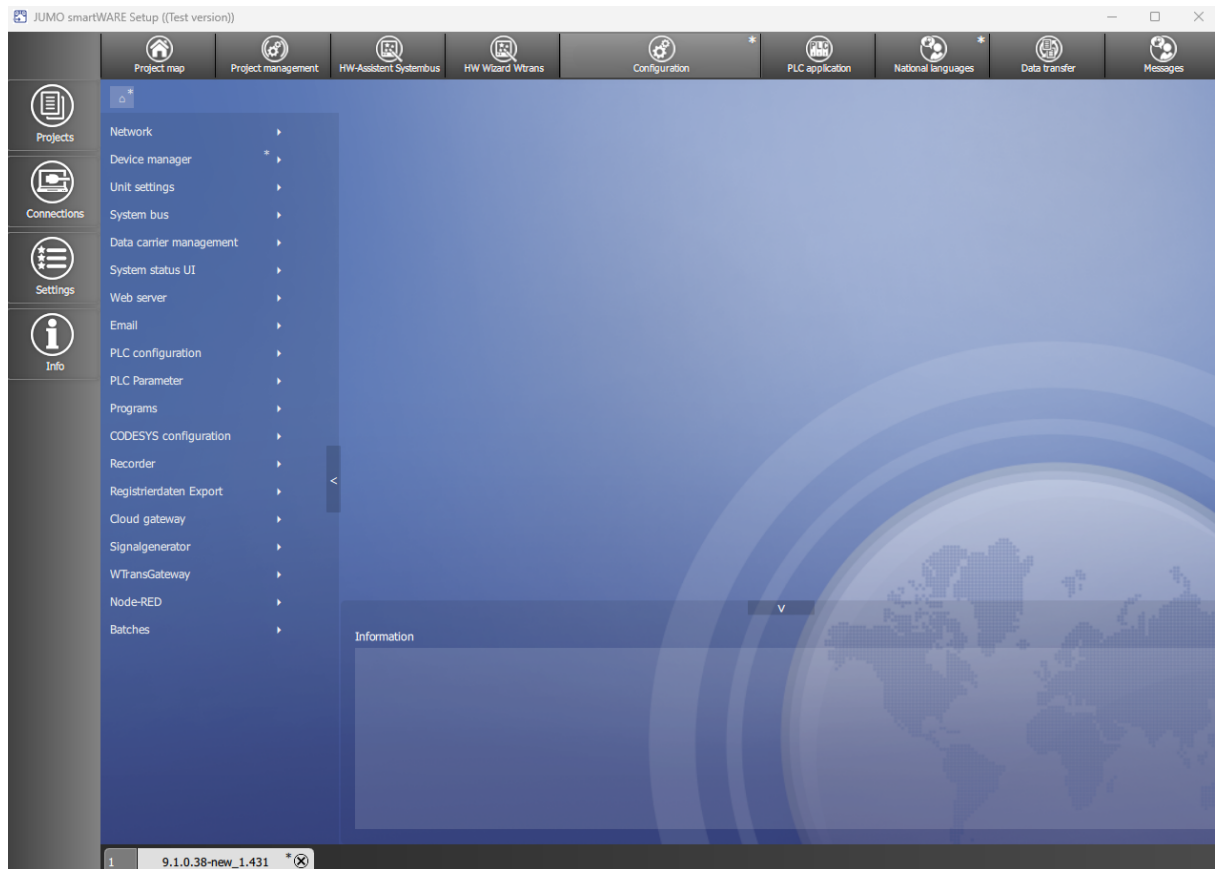 JUMO smartWARE Setup ((Test version))
Project map
Project management
HW-Assistent Systembus
HW Wizard Wtrans
Configuration
*
PLC application
National languages
*
Data transfer
Messages
Projects
Connections
Settings
Info
*
Network
Device manager *
Unit settings
System bus
Data carrier management
System status UI
Web server
Email
PLC configuration
PLC Parameter
Programs
CODESYS configuration
Recorder
Registrierdaten Export
Cloud gateway
Signalgenerator
WTransGateway
Node-RED
Batches
<
V
Information
1
9.1.0.38-new_1.431 *